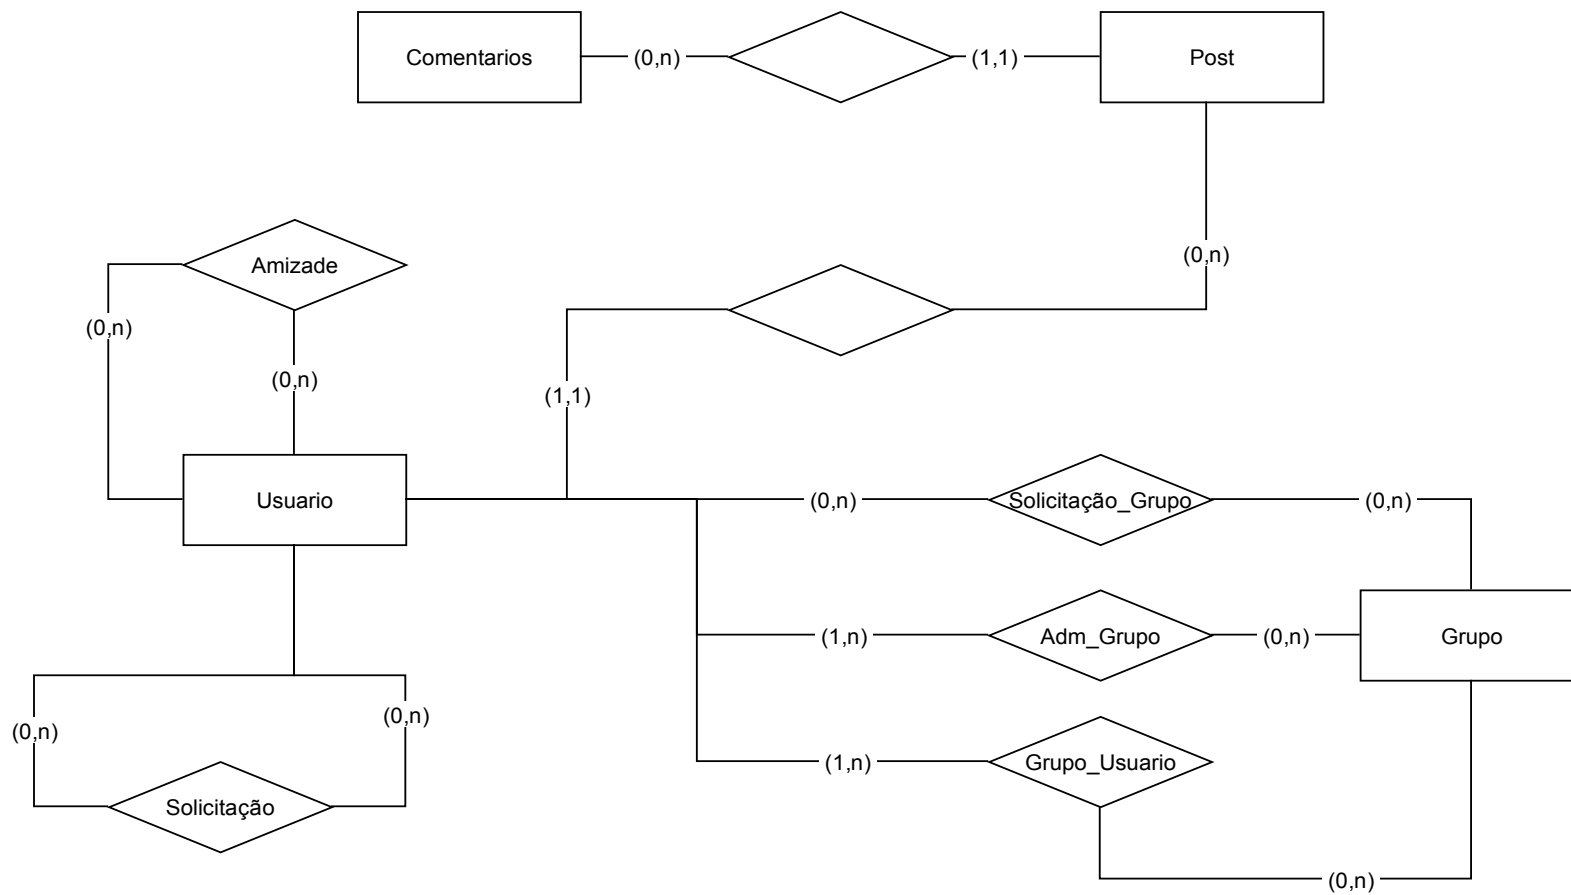 Comentarios
(0,n)
(1,1)
Post
Amizade
(0,n)
(0,n)
(0,n)
(1,1)
Usuario
(0,n)
Solicitação_Grupo
(0,n)
(1,n)
Adm_Grupo
(0,n)
Grupo
(0,n)
(0,n)
(1,n)
Grupo_Usuario
Solicitação
(0,n)